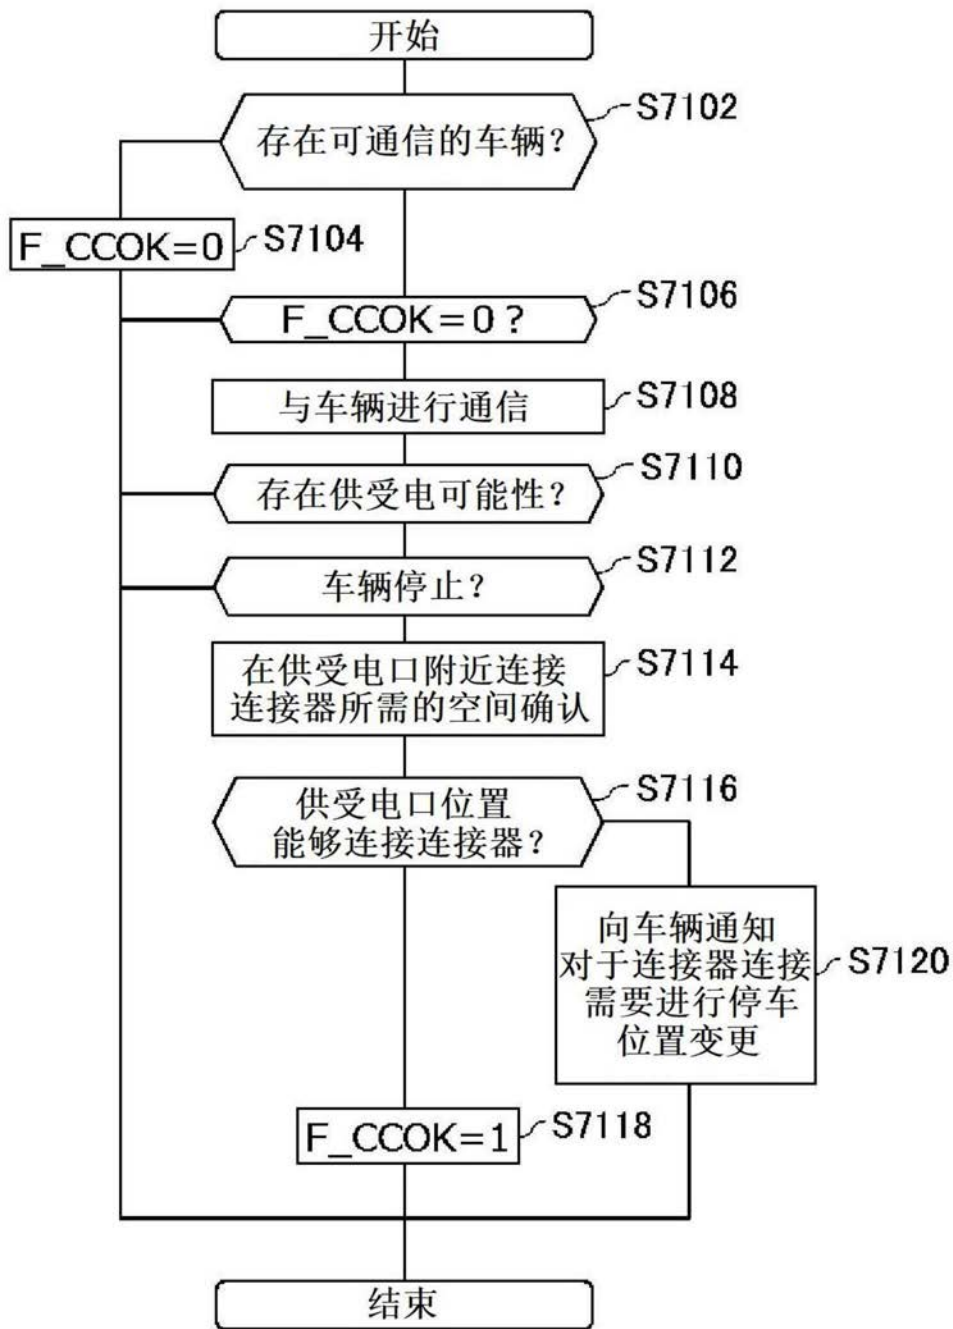 开始
S7102
存在可通信的车辆?
F_CCOK=0
S7104
S7106
F_CCOK=0?
S7108
与车辆进行通信
S7110
存在供受电可能性?
S7112
车辆停止?
S7114
在供受电口附近连接
连接器所需的空间确认
S7116
供受电口位置
能够连接连接器?
向车辆通知
对于连接器连接
需要进行停车
位置变更
S7120
F_CCOK=1
S7118
结束